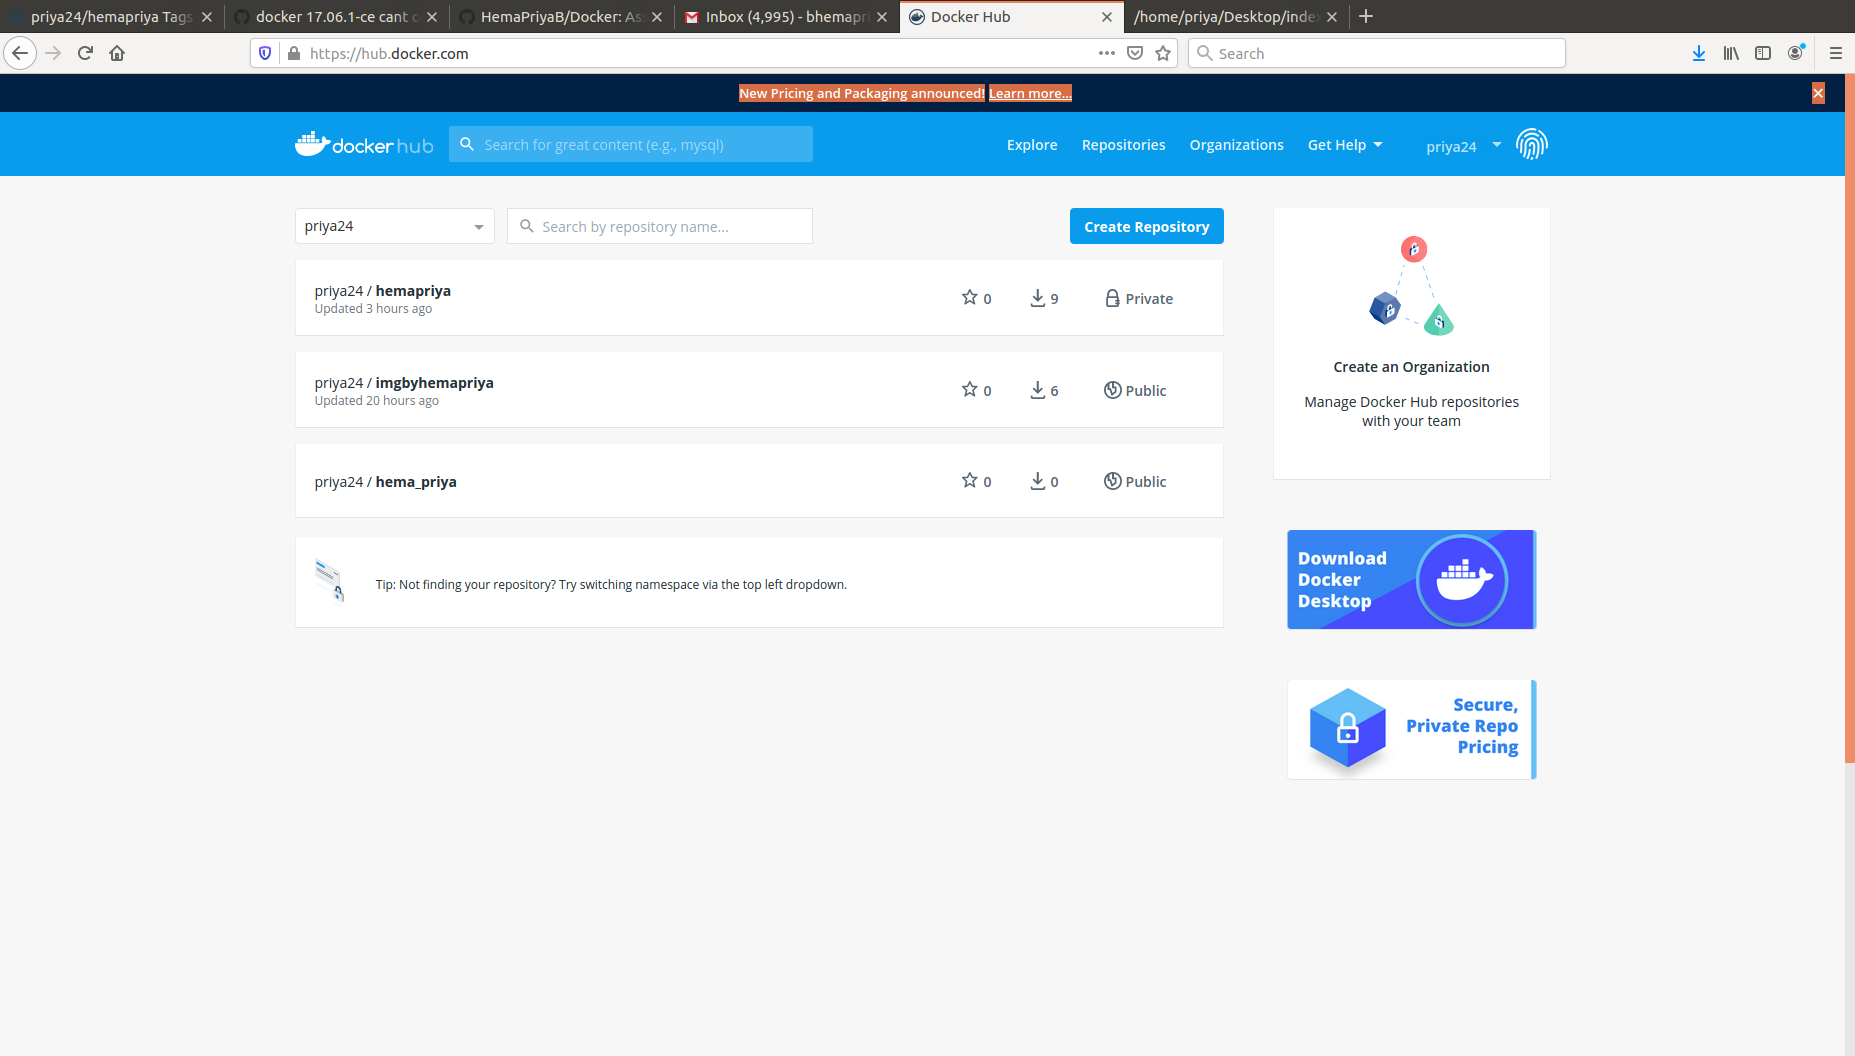 priya24/hemapriya Tags
docker 17.06.1-ce cant c
HemaPriyaB/Docker: As
Inbox (4,995) - bhemapri
Docker Hub
/home/priya/Desktop/inde
https://hub.docker.com
Search
New Pricing and Packaging announced! Learn more...
docker hub
Search for great content (e.g., mysql)
Explore
Repositories
Organizations
Get Help
priya24
priya24
Search by repository name...
Create Repository
priya24 / hemapriya
Updated 3 hours ago
0
9
Private
priya24 / imgbyhemapriya
Updated 20 hours ago
0
6
Public
priya24 / hema_priya
0
0
Public
Tip: Not finding your repository? Try switching namespace via the top left dropdown.
Create an Organization
Manage Docker Hub repositories
with your team
Download
Docker
Desktop
Secure,
Private Repo
Pricing